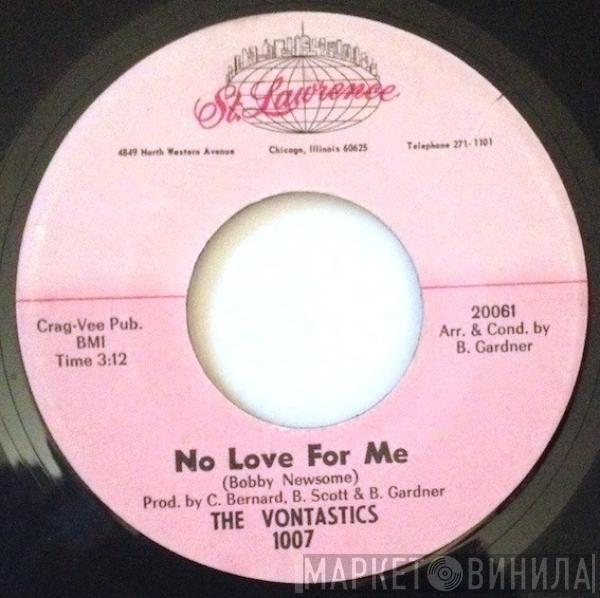 St. Lawrence
4849 North Western Avenue Chicago, Illinois 60625 Telephone 271-1101
Crag-Vee Pub.
BMI
Time 3:12
20061
Arr. & Cond. by
B. Gardner
No Love For Me
(Bobby Newsome)
Prod. by C. Bernard, B. Scott & B. Gardner
THE VONTASTICS
1007
МАРКЕТ ВИНИЛА